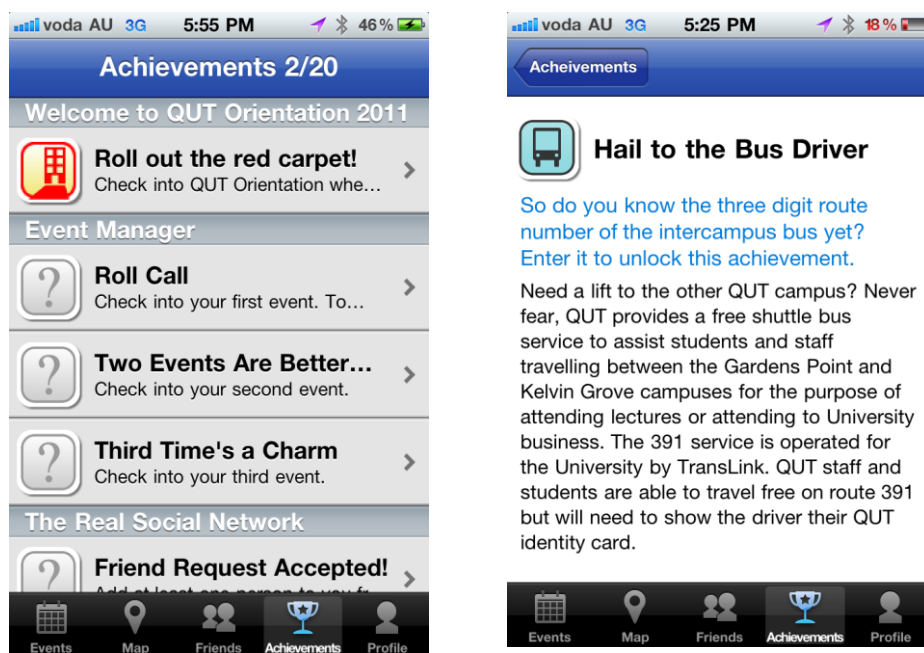 voda AU 3G 5:55 PM 46%
Achievements 2/20
Welcome to QUT Orientation 2011
Roll out the red carpet!
Check into QUT Orientation whe...
Event Manager
?
Roll Call
Check into your first event. To...
?
Two Events Are Better...
Check into your second event.
?
Third Time's a Charm
Check into your third event.
The Real Social Network
?
Friend Request Accepted!
Add at least one person to you fr...
Events Map Friends Achievements Profile
voda AU 3G 5:25 PM 18%
Acheivements
Hail to the Bus Driver
So do you know the three digit route
number of the intercampus bus yet?
Enter it to unlock this achievement.
Need a lift to the other QUT campus? Never
fear, QUT provides a free shuttle bus
service to assist students and staff
travelling between the Gardens Point and
Kelvin Grove campuses for the purpose of
attending lectures or attending to University
business. The 391 service is operated for
the University by TransLink. QUT staff and
students are able to travel free on route 391
but will need to show the driver their QUT
identity card.
Events Map Friends Achievements Profile